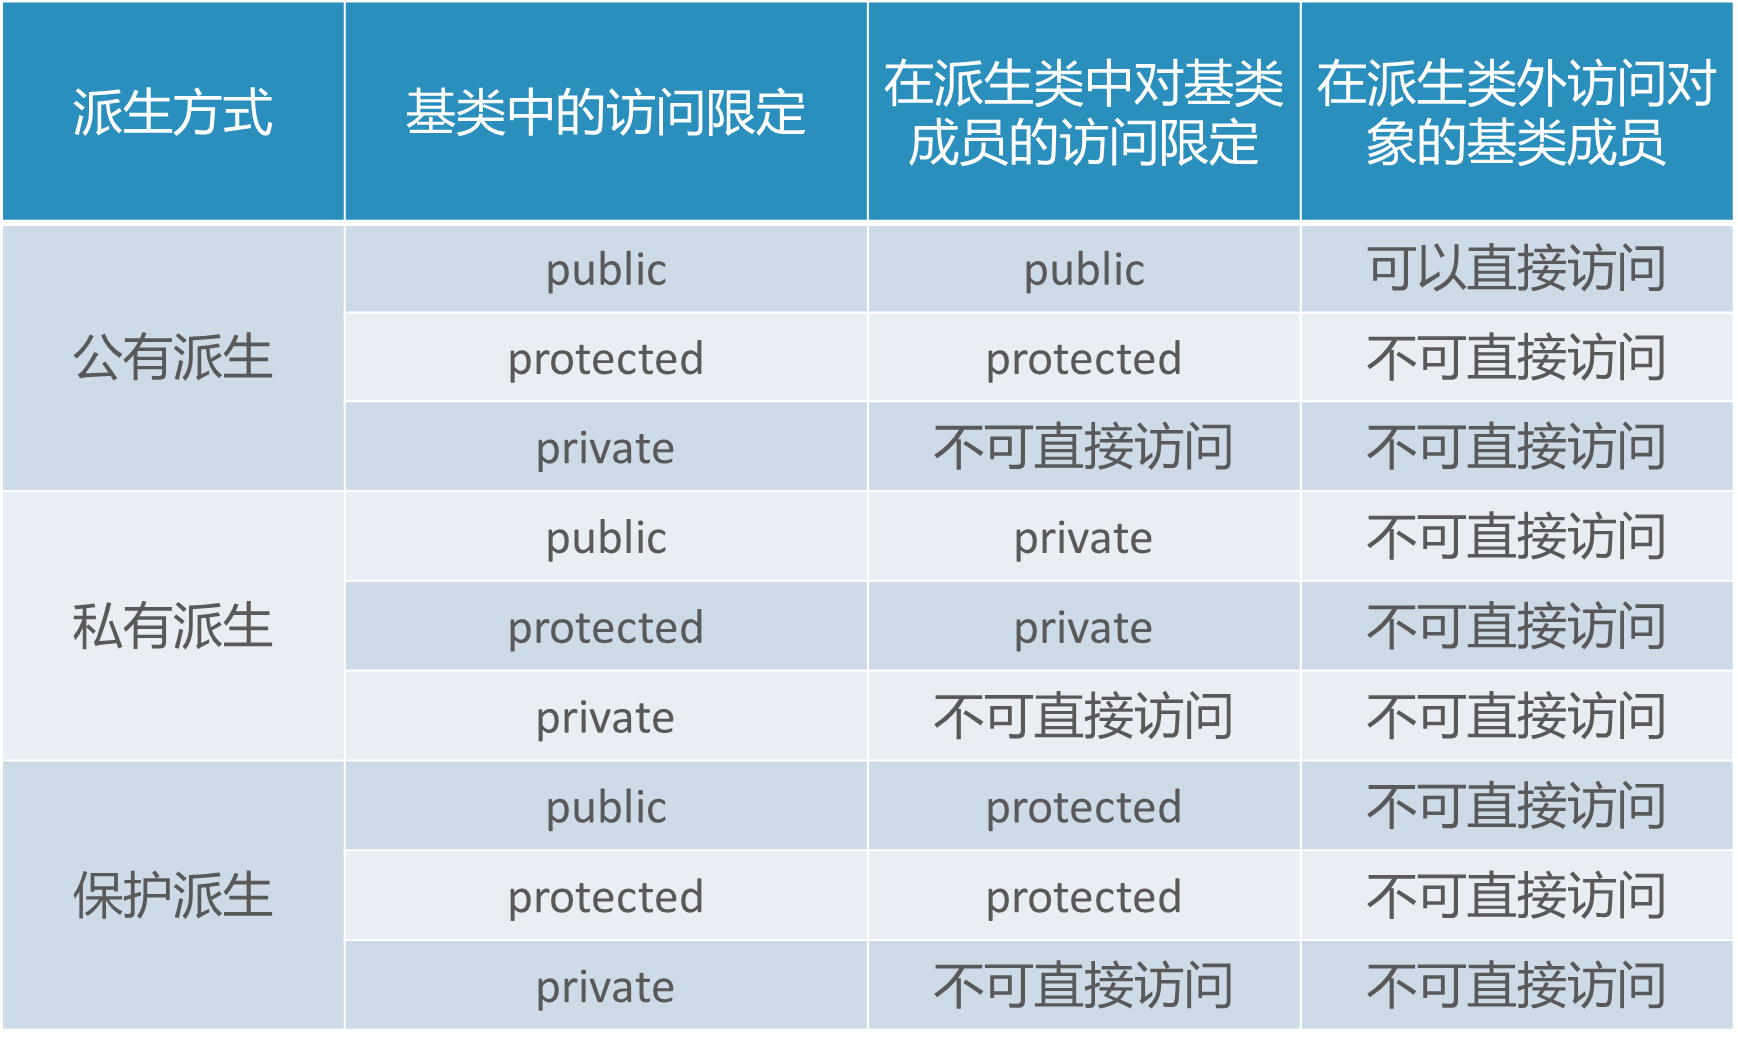 派生方式
基类中的访问限定
在派生类中对基类
成员的访问限定
在派生类外访问对
象的基类成员
公有派生
public
public
可以直接访问
protected
protected
不可直接访问
private
不可直接访问
不可直接访问
私有派生
public
private
不可直接访问
protected
private
不可直接访问
private
不可直接访问
不可直接访问
保护派生
public
protected
不可直接访问
protected
protected
不可直接访问
private
不可直接访问
不可直接访问